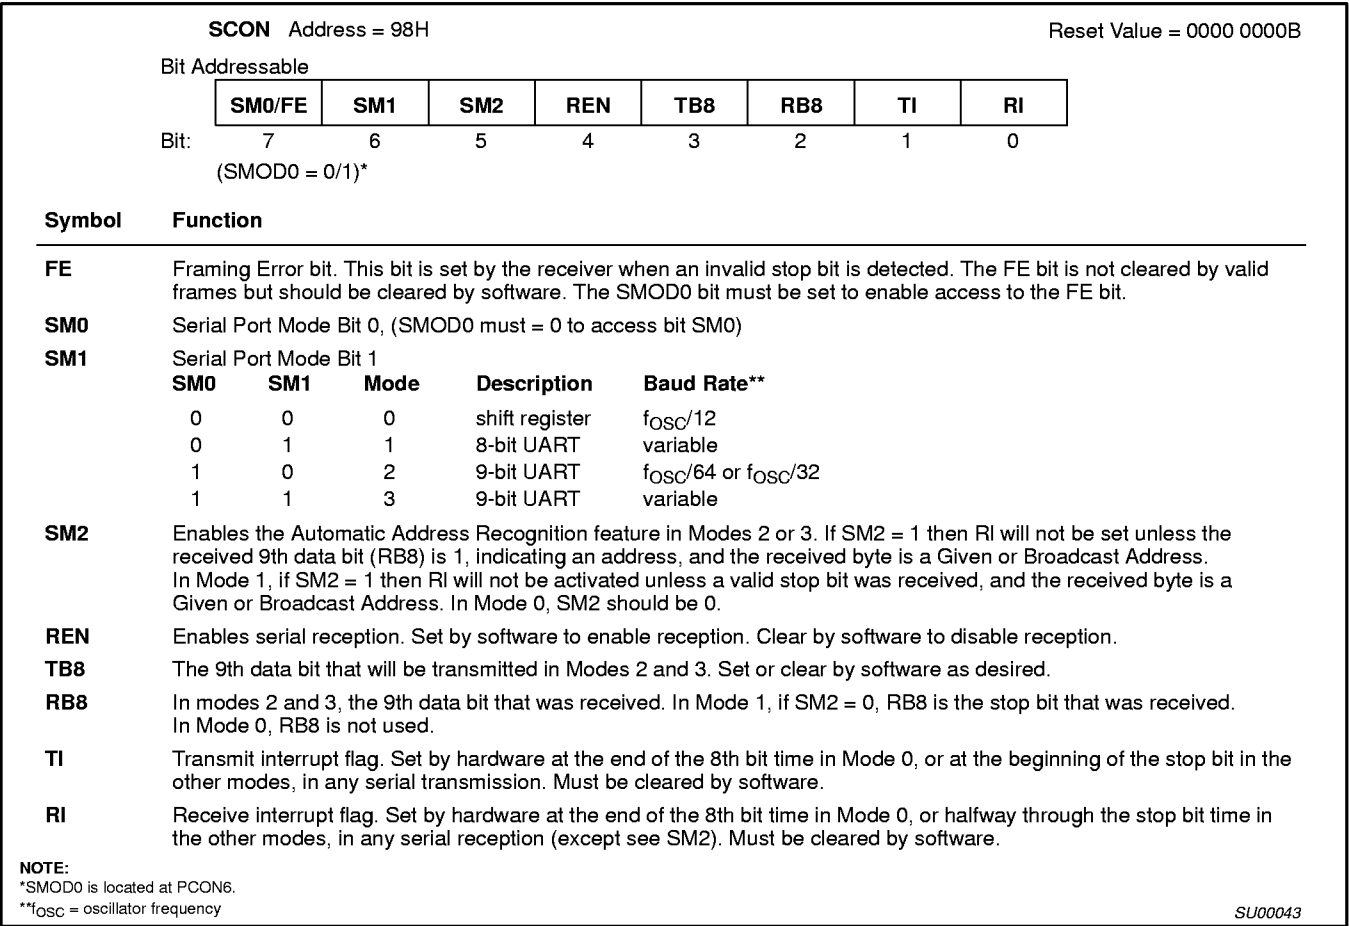 SCON Address = 98H Reset Value = 0000 0000B
Bit Addressable
SM0/FE SM1 SM2 REN TB8 RB8 TI RI
Bit: 7 6 5 4 3 2 1 0
(SMOD0 = 0/1)*
Symbol Function
FE Framing Error bit. This bit is set by the receiver when an invalid stop bit is detected. The FE bit is not cleared by valid
frames but should be cleared by software. The SMOD0 bit must be set to enable access to the FE bit.
SM0 Serial Port Mode Bit 0, (SMOD0 must = 0 to access bit SM0)
SM1 Serial Port Mode Bit 1
SM0 SM1 Mode Description Baud Rate**
0 0 0 shift register fOSC/12
0 1 1 8-bit UART variable
1 0 2 9-bit UART fOSC/64 or fOSC/32
1 1 3 9-bit UART variable
SM2 Enables the Automatic Address Recognition feature in Modes 2 or 3. If SM2 = 1 then RI will not be set unless the
received 9th data bit (RB8) is 1, indicating an address, and the received byte is a Given or Broadcast Address.
In Mode 1, if SM2 = 1 then RI will not be activated unless a valid stop bit was received, and the received byte is a
Given or Broadcast Address. In Mode 0, SM2 should be 0.
REN Enables serial reception. Set by software to enable reception. Clear by software to disable reception.
TB8 The 9th data bit that will be transmitted in Modes 2 and 3. Set or clear by software as desired.
RB8 In modes 2 and 3, the 9th data bit that was received. In Mode 1, if SM2 = 0, RB8 is the stop bit that was received.
In Mode 0, RB8 is not used.
TI Transmit interrupt flag. Set by hardware at the end of the 8th bit time in Mode 0, or at the beginning of the stop bit in the
other modes, in any serial transmission. Must be cleared by software.
RI Receive interrupt flag. Set by hardware at the end of the 8th bit time in Mode 0, or halfway through the stop bit time in
the other modes, in any serial reception (except see SM2). Must be cleared by software.
NOTE:
*SMOD0 is located at PCON6.
**fOSC = oscillator frequency
SU00043